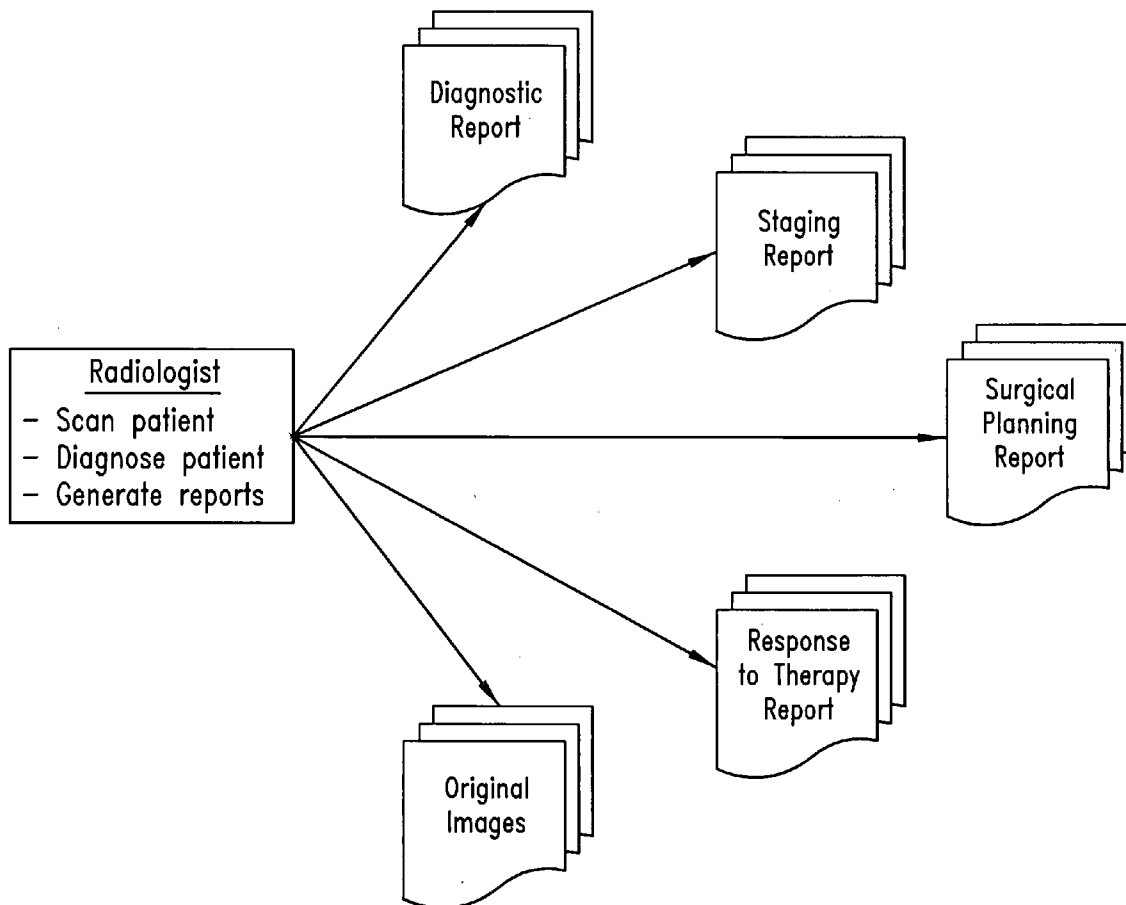 Diagnostic
Report
Staging
Report
Radiologist
– Scan patient
– Diagnose patient
– Generate reports
Surgical
Planning
Report
Response
to Therapy
Report
Original
Images